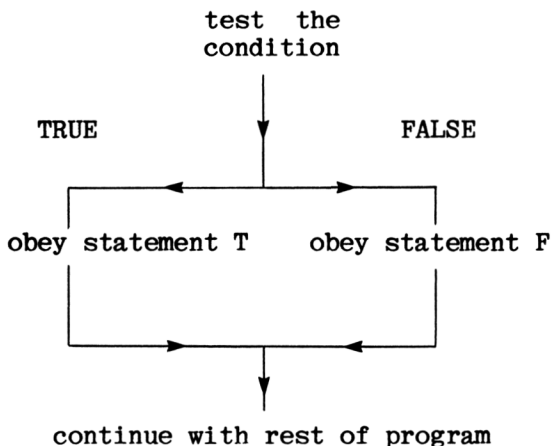 test the
condition
TRUE
FALSE
obey statement T
obey statement F
continue with rest of program